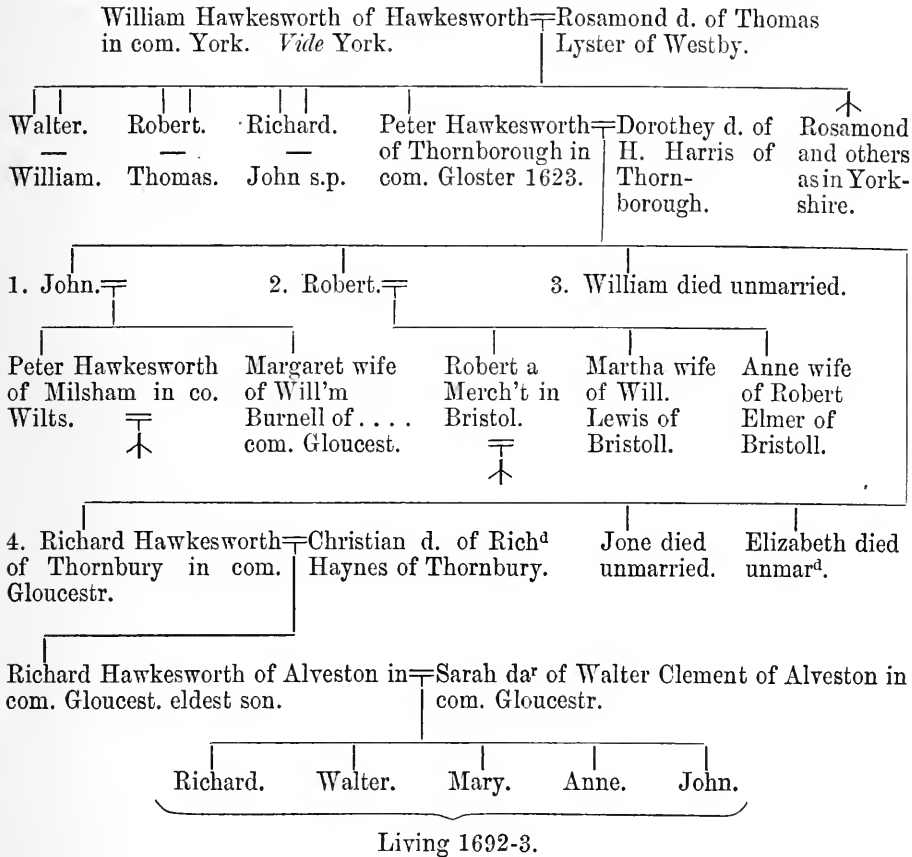 William Hawkesworth of Hawkesworth
in com. York. Vide York.
Rosamond d. of Thomas
Lyster of Westby.
Walter.
—
William.
Robert.
—
Thomas.
Richard.
—
John s.p.
Peter Hawkesworth
of Thornborough in
com. Gloster 1623.
Dorothey d. of
H. Harris of
Thorn-
borough.
Rosamond
and others
as in York-
shire.
1. John.
2. Robert.
3. William died unmarried.
Peter Hawkesworth
of Milsham in co.
Wilts.
Margaret wife
of Will'm
Burnell of ....
com. Gloucest.
Robert a
Merch't in
Bristol.
Martha wife
of Will.
Lewis of
Bristoll.
Anne wife
of Robert
Elmer of
Bristoll.
4. Richard Hawkesworth
of Thornbury in com.
Gloucestr.
Christian d. of Richᵈ
Haynes of Thornbury.
Jone died
unmarried.
Elizabeth died
unmarᵈ.
Richard Hawkesworth of Alveston in
com. Gloucest. eldest son.
Sarah daʳ of Walter Clement of Alveston in
com. Gloucestr.
Richard. Walter. Mary. Anne. John.
Living 1692-3.